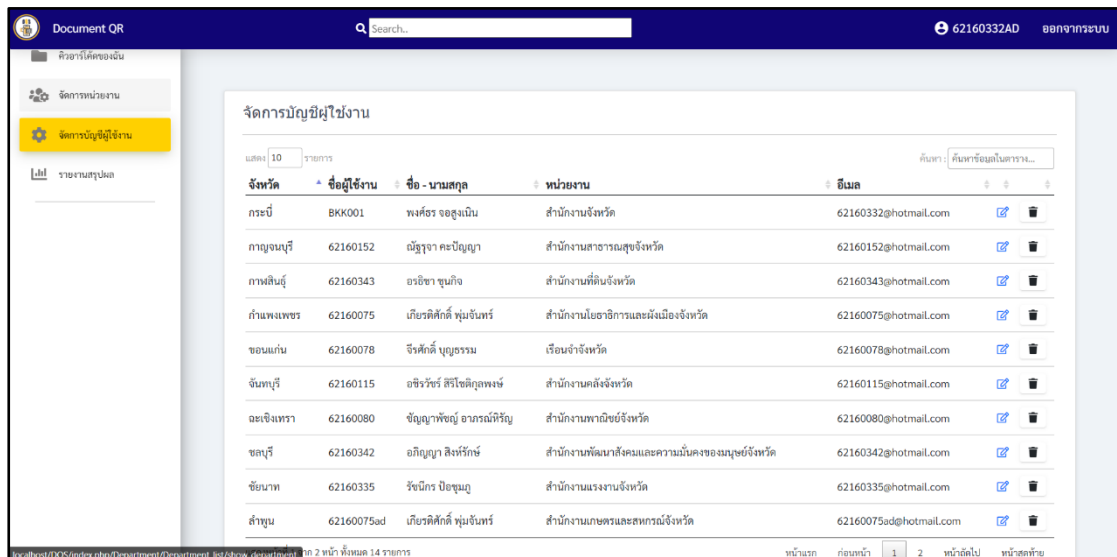 Document QR
Search..
62160332AD
ออกจากระบบ
คิวอาร์โค้ดของฉัน
จัดการหน่วยงาน
จัดการบัญชีผู้ใช้งาน
รายงานสรุปผล
จัดการบัญชีผู้ใช้งาน
แสดง 10 รายการ
ค้นหา : ค้นหาข้อมูลในตาราง...
จังหวัด ชื่อผู้ใช้งาน ชื่อ - นามสกุล หน่วยงาน อีเมล
กระบี่ BKK001 พงศ์ธร จอสูงเนิน สำนักงานจังหวัด 62160332@hotmail.com
กาญจนบุรี 62160152 ณัฐรุจา คะปัญญา สำนักงานสาธารณสุขจังหวัด 62160152@hotmail.com
กาฬสินธุ์ 62160343 อรธิชา ขุนกิจ สำนักงานที่ดินจังหวัด 62160343@hotmail.com
กำแพงเพชร 62160075 เกียรติศักดิ์ พุ่มจันทร์ สำนักงานโยธาธิการและผังเมืองจังหวัด 62160075@hotmail.com
ขอนแก่น 62160078 จีรศักดิ์ บุญธรรม เรือนจำจังหวัด 62160078@hotmail.com
จันทบุรี 62160115 อชิรวัชร์ สิริโชติกุลพงษ์ สำนักงานคลังจังหวัด 62160115@hotmail.com
ฉะเชิงเทรา 62160080 ชัญญาพัชญ์ อาภรณ์หิรัญ สำนักงานพาณิชย์จังหวัด 62160080@hotmail.com
ชลบุรี 62160342 อภิญญา สิงห์รักษ์ สำนักงานพัฒนาสังคมและความมั่นคงของมนุษย์จังหวัด 62160342@hotmail.com
ชัยนาท 62160335 รัชนีกร ป้อชุมภู สำนักงานแรงงานจังหวัด 62160335@hotmail.com
ลำพูน 62160075ad เกียรติศักดิ์ พุ่มจันทร์ สำนักงานเกษตรและสหกรณ์จังหวัด 62160075ad@hotmail.com
localhost/DOS/index.php/Department/Department_list/show_department
จาก 2 หน้า ทั้งหมด 14 รายการ
หน้าแรก ก่อนหน้า 1 2 หน้าถัดไป หน้าสุดท้าย